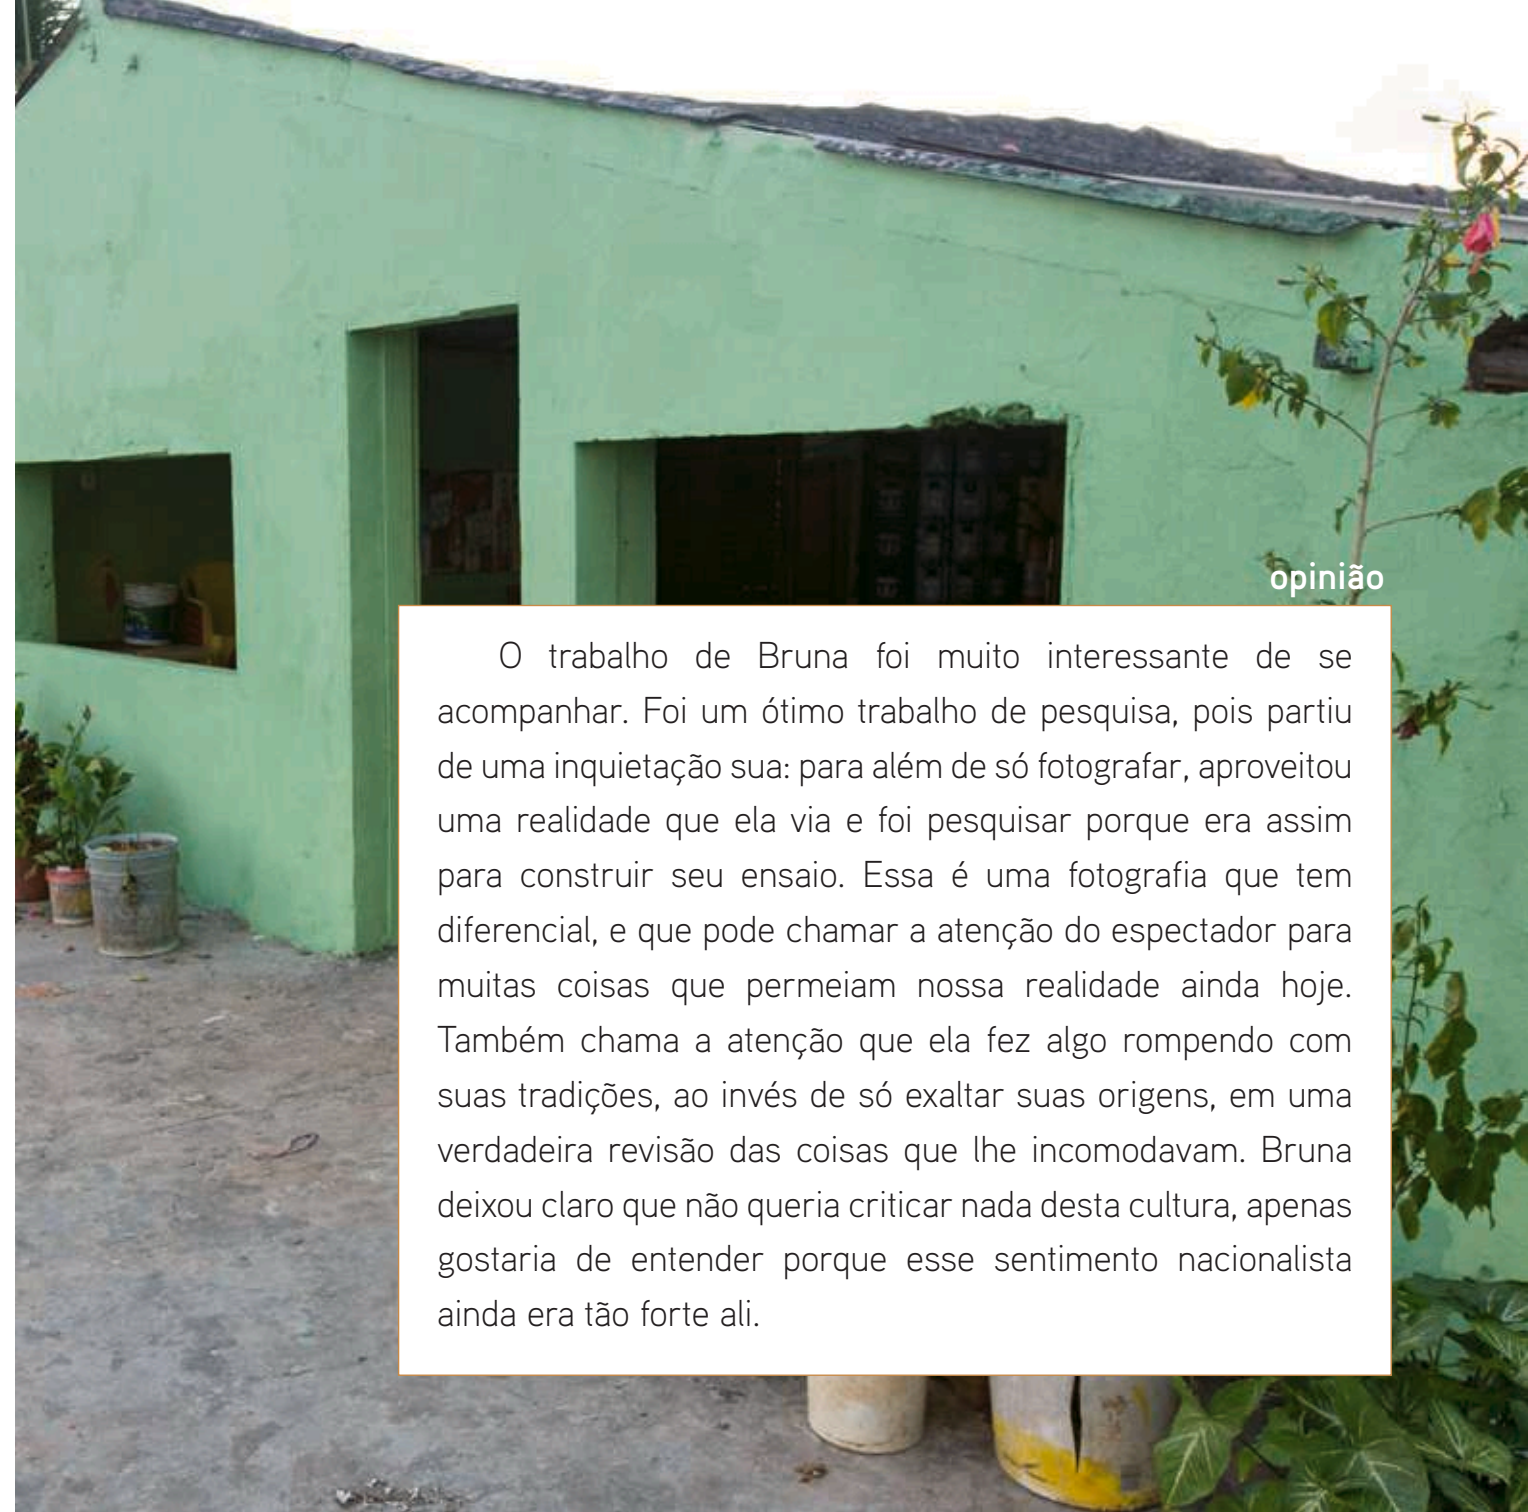 opinião
O trabalho de Bruna foi muito interessante de se
acompanhar. Foi um ótimo trabalho de pesquisa, pois partiu
de uma inquietação sua: para além de só fotografar, aproveitou
uma realidade que ela via e foi pesquisar porque era assim
para construir seu ensaio. Essa é uma fotografia que tem
diferencial, e que pode chamar a atenção do espectador para
muitas coisas que permeiam nossa realidade ainda hoje.
Também chama a atenção que ela fez algo rompendo com
suas tradições, ao invés de só exaltar suas origens, em uma
verdadeira revisão das coisas que lhe incomodavam. Bruna
deixou claro que não queria criticar nada desta cultura, apenas
gostaria de entender porque esse sentimento nacionalista
ainda era tão forte ali.